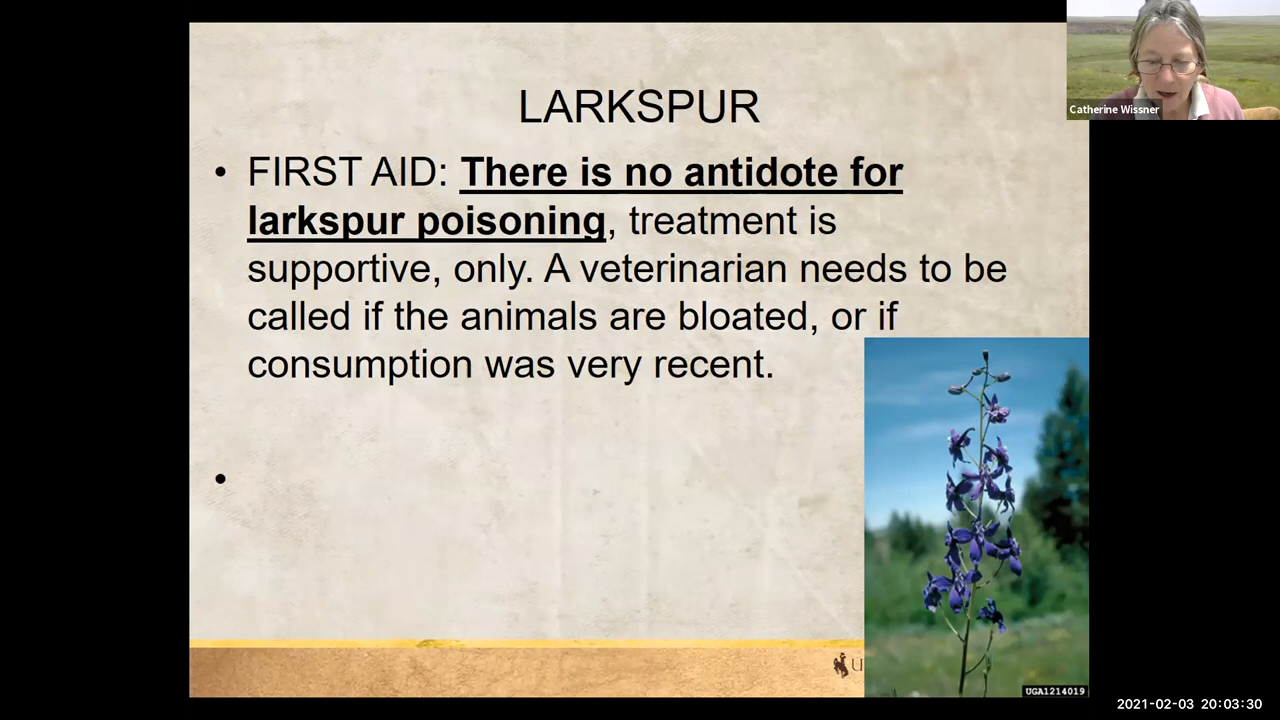 Catherine Wissner
LARKSPUR
• FIRST AID: There is no antidote for
larkspur poisoning, treatment is
supportive, only. A veterinarian needs to be
called if the animals are bloated, or if
consumption was very recent.
•
U
UGA1214019
2021-02-03 20:03:30